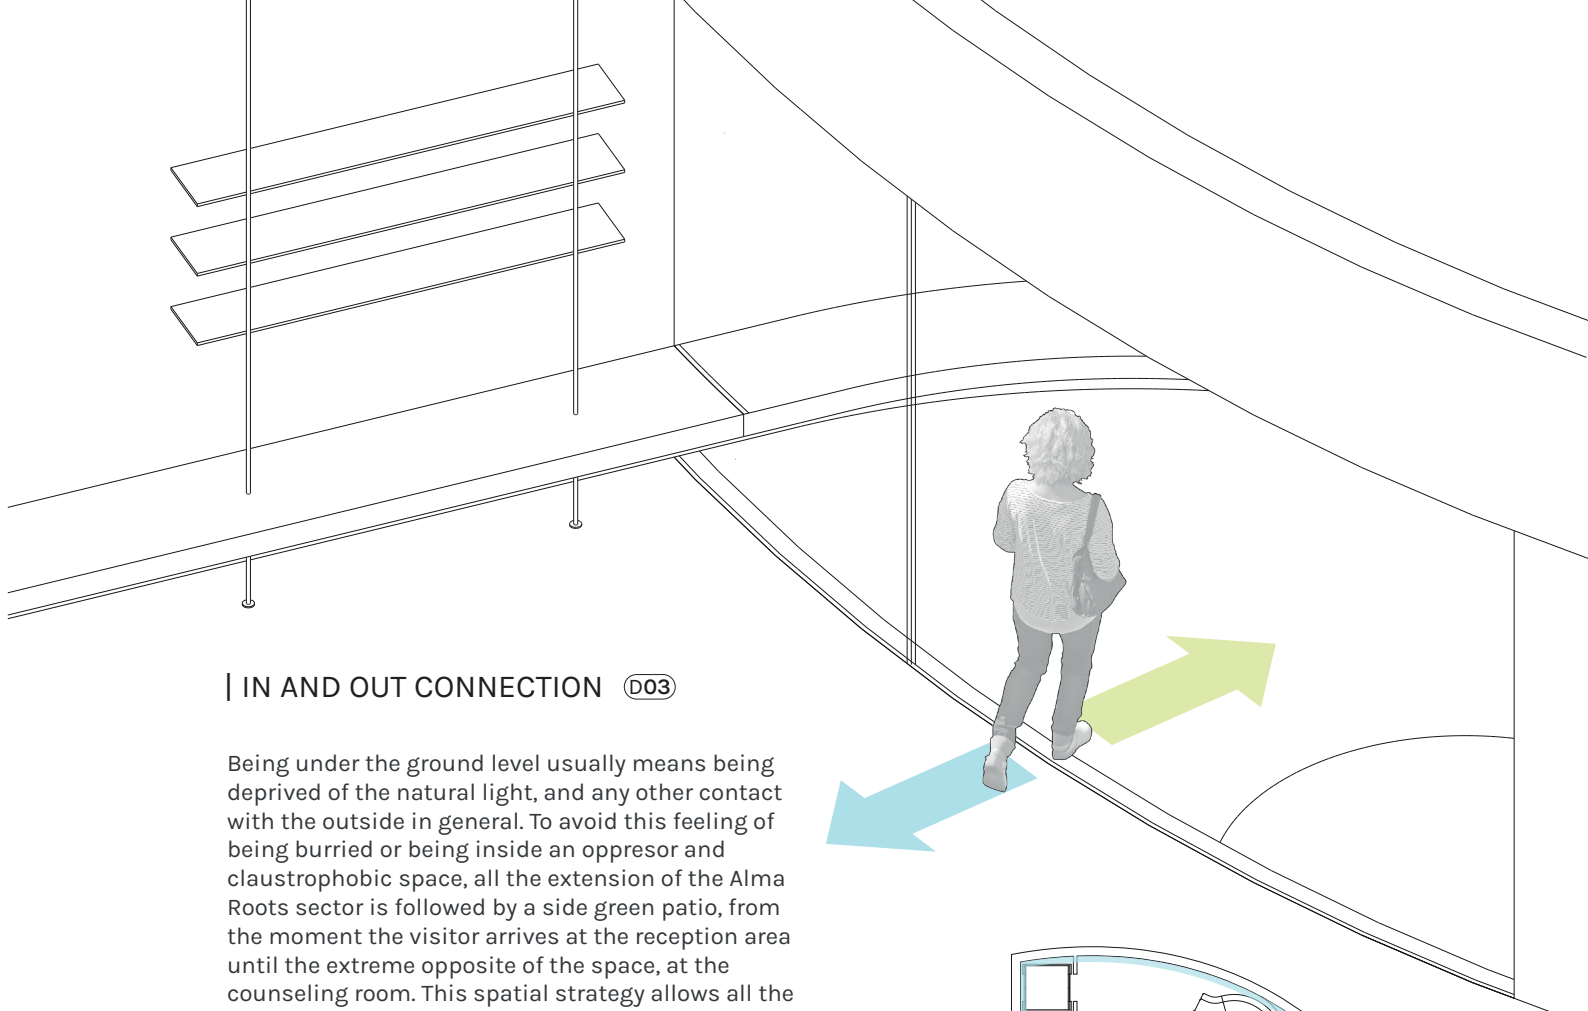 | IN AND OUT CONNECTION D03
Being under the ground level usually means being
deprived of the natural light, and any other contact
with the outside in general. To avoid this feeling of
being burried or being inside an oppresor and
claustrophobic space, all the extension of the Alma
Roots sector is followed by a side green patio, from
the moment the visitor arrives at the reception area
until the extreme opposite of the space, at the
counseling room. This spatial strategy allows all the